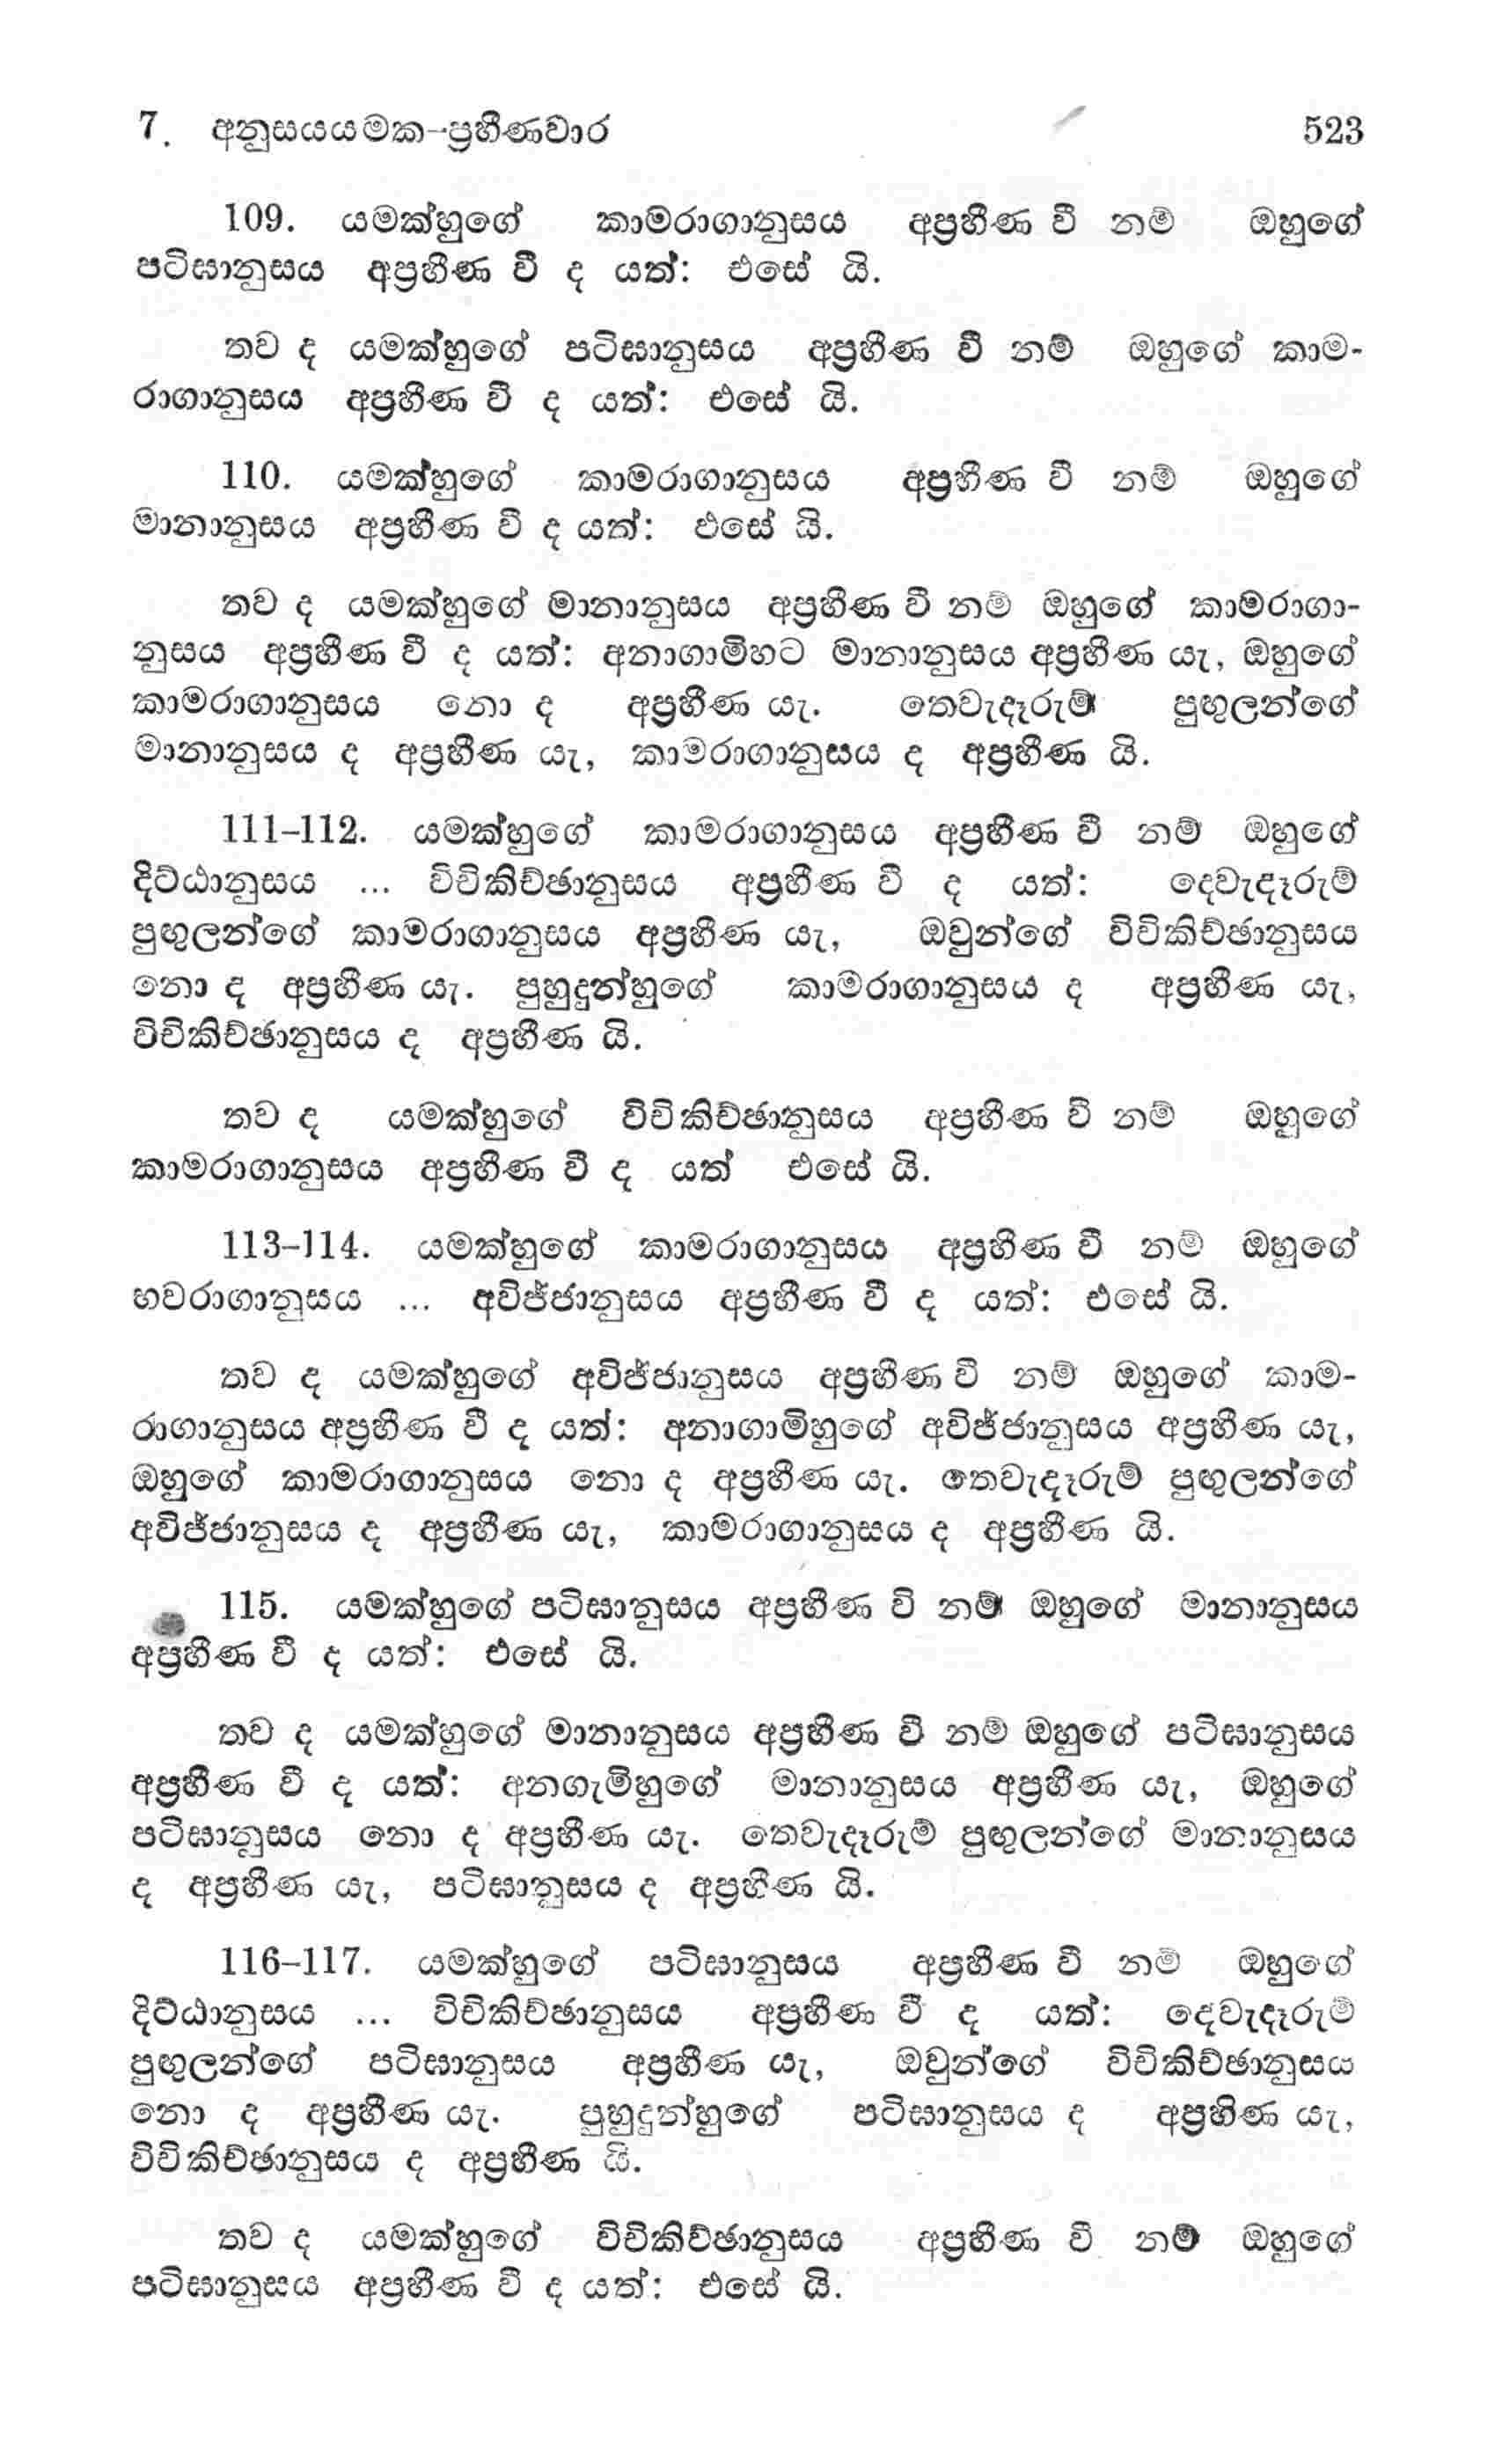 7. අනුසයයමක-ප්‍රහීණවාර 523
109. යමක්හුගේ කාමරාගානුසය අප්‍රහීණ වී නම් ඔහුගේ
පටිඝානුසය අප්‍රහීණ වී ද යත්: එසේ යි.
තව ද යමක්හුගේ පටිඝානුසය අප්‍රහීණ වී නම් ඔහුගේ කාම-
රාගානුසය අප්‍රහීණ වී ද යත්: එසේ යි.
110. යමක්හුගේ කාමරාගානුසය අප්‍රහීණ වී නම් ඔහුගේ
මානානුසය අප්‍රහීණ වී ද යත්: එසේ යි.
තව ද යමක්හුගේ මානානුසය අප්‍රහීණ වී නම් ඔහුගේ කාමරාගා-
නුසය අප්‍රහීණ වී ද යත්: අනාගාමිහට මානානුසය අප්‍රහීණ යැ, ඔහුගේ
කාමරාගානුසය නො ද අප්‍රහීණ යැ. තෙවැදෑරුම් පුඟුලන්ගේ
මානානුසය ද අප්‍රහීණ යැ, කාමරාගානුසය ද අප්‍රහීණ යි.
111–112. යමක්හුගේ කාමරාගානුසය අප්‍රහීණ වී නම් ඔහුගේ
දිට්ඨානුසය ... විචිකිච්ඡානුසය අප්‍රහීණ වී ද යත්: දෙවැදෑරුම්
පුඟුලන්ගේ කාමරාගානුසය අප්‍රහීණ යැ, ඔවුන්ගේ විචිකිච්ඡානුසය
නො ද අප්‍රහීණ යැ. පුහුදුන්හුගේ කාමරාගානුසය ද අප්‍රහීණ යැ,
විචිකිච්ඡානුසය ද අප්‍රහීණ යි.
තව ද යමක්හුගේ විචිකිච්ඡානුසය අප්‍රහීණ වී නම් ඔහුගේ
කාමරාගානුසය අප්‍රහීණ වී ද යත් එසේ යි.
113–114. යමක්හුගේ කාමරාගානුසය අප්‍රහීණ වී නම් ඔහුගේ
භවරාගානුසය ... අවිජ්ජානුසය අප්‍රහීණ වී ද යත්: එසේ යි.
තව ද යමක්හුගේ අවිජ්ජානුසය අප්‍රහීණ වී නම් ඔහුගේ කාම-
රාගානුසය අප්‍රහීණ වී ද යත්: අනාගාමිහුගේ අවිජ්ජානුසය අප්‍රහීණ යැ,
ඔහුගේ කාමරාගානුසය නො ද අප්‍රහීණ යැ. තෙවැදෑරුම් පුඟුලන්ගේ
අවිජ්ජානුසය ද අප්‍රහීණ යැ, කාමරාගානුසය ද අප්‍රහීණ යි.
115. යමක්හුගේ පටිඝානුසය අප්‍රහීණ වි නම් ඔහුගේ මානානුසය
අප්‍රහීණ වී ද යත්: එසේ යි.
තව ද යමක්හුගේ මානානුසය අප්‍රහීණ වී නම් ඔහුගේ පටිඝානුසය
අප්‍රහීණ වී ද යත්: අනගැමිහුගේ මානානුසය අප්‍රහීණ යැ, ඔහුගේ
පටිඝානුසය නො ද අප්‍රහීණ යැ. තෙවැදෑරුම් පුඟුලන්ගේ මානානුසය
ද අප්‍රහීණ යැ, පටිඝානුසය ද අප්‍රහීණ යි.
116–117. යමක්හුගේ පටිඝානුසය අප්‍රහීණ වී නම් ඔහුගේ
දිට්ඨානුසය ... විචිකිච්ඡානුසය අප්‍රහීණ වී ද යත්: දෙවැදෑරුම්
පුඟුලන්ගේ පටිඝානුසය අප්‍රහීණ යැ, ඔවුන්ගේ විචිකිච්ඡානුසය
නො ද අප්‍රහීණ යැ. පුහුදුන්හුගේ පටිඝානුසය ද අප්‍රහිණ යැ,
විචිකිච්ඡානුසය ද අප්‍රහීණ යි.
තව ද යමක්හුගේ විචිකිච්ඡානුසය අප්‍රහීණ වී නම් ඔහුගේ
පටිඝානුසය අප්‍රහීණ වී ද යත්: එසේ යි.